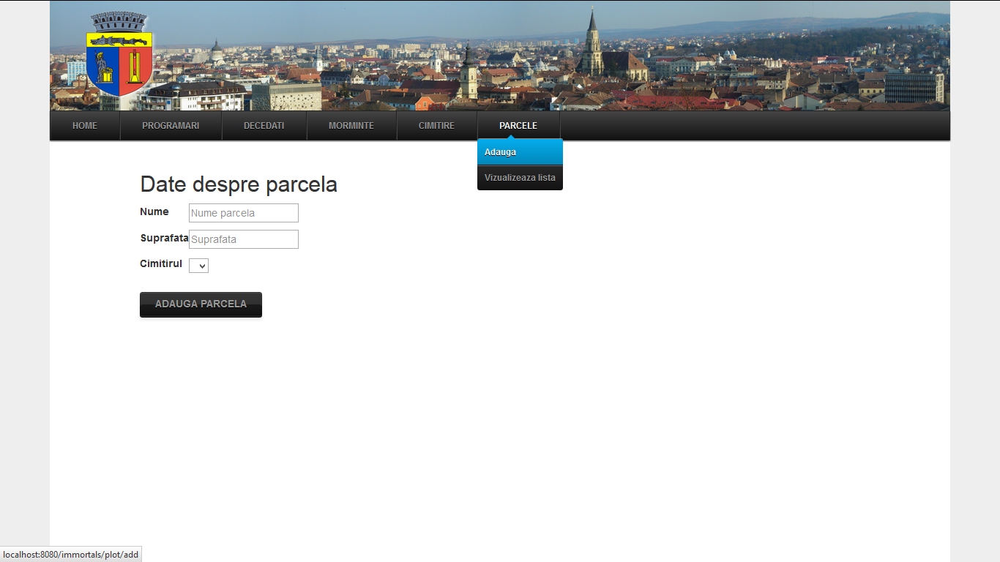 HOME PROGRAMARI DECEDATI MORMINTE CIMITIRE PARCELE
Adauga
Vizualizeaza lista
Date despre parcela
Nume Nume parcela
Suprafata Suprafata
Cimitirul
ADAUGA PARCELA
localhost:8080/immortals/plot/add